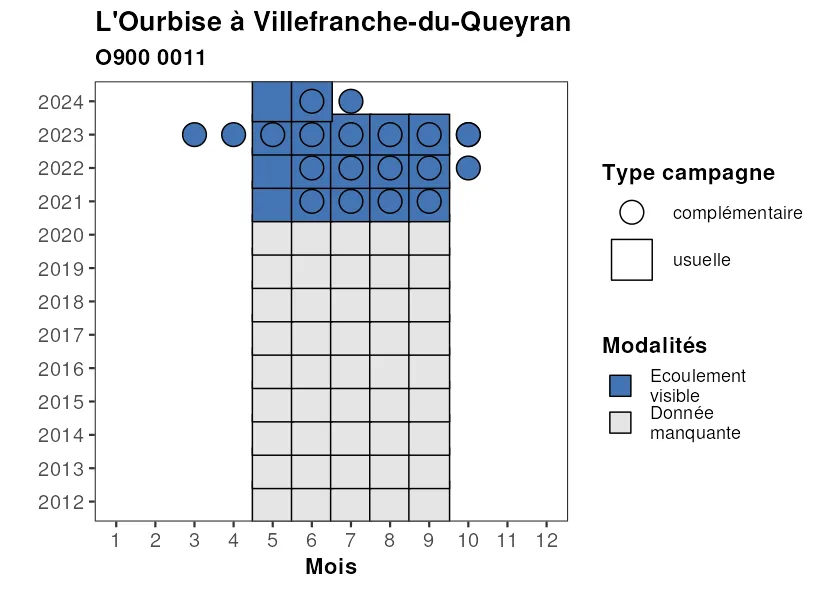 L'Ourbise à Villefranche-du-Queyran
O900 0011
2024
2023
2022
2021
2020
2019
2018
2017
2016
2015
2014
2013
2012
1 2 3 4 5 6 7 8 9 10 11 12
Mois
Type campagne
complémentaire
usuelle
Modalités
Ecoulement
visible
Donnée
manquante